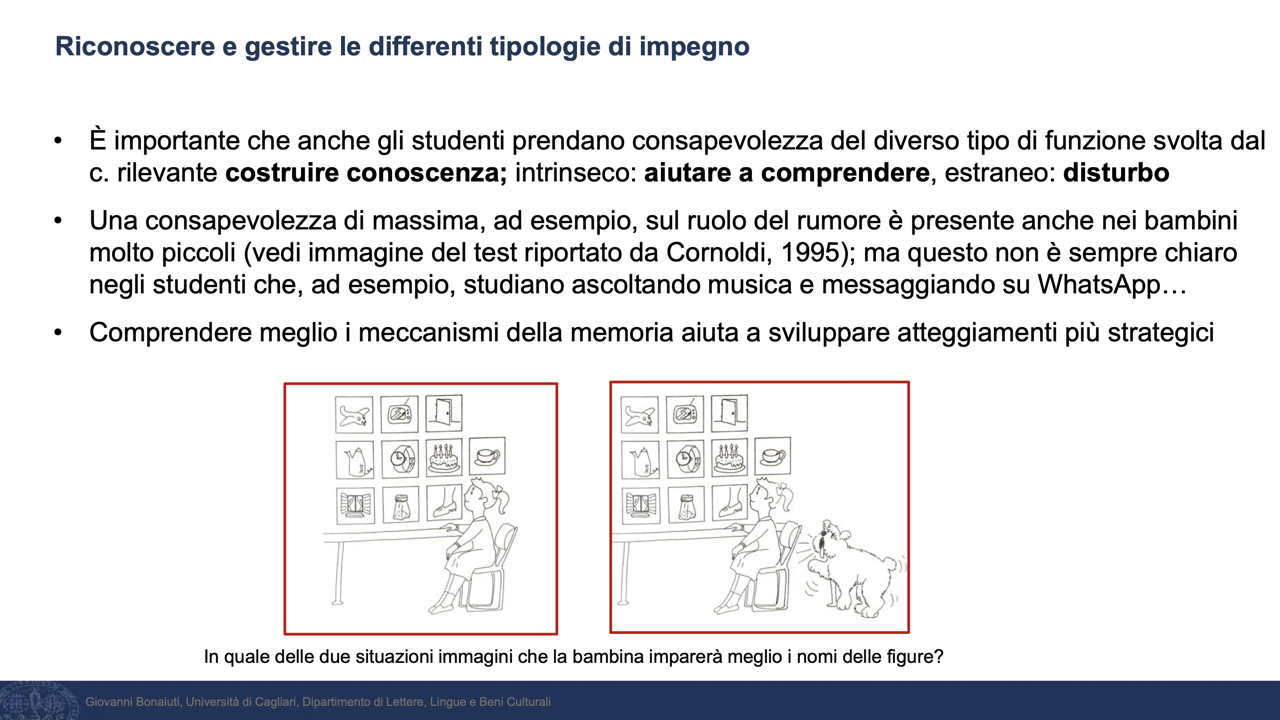 Riconoscere e gestire le differenti tipologie di impegno
• È importante che anche gli studenti prendano consapevolezza del diverso tipo di funzione svolta dal
c. rilevante costruire conoscenza; intrinseco: aiutare a comprendere, estraneo: disturbo
• Una consapevolezza di massima, ad esempio, sul ruolo del rumore è presente anche nei bambini
molto piccoli (vedi immagine del test riportato da Cornoldi, 1995); ma questo non è sempre chiaro
negli studenti che, ad esempio, studiano ascoltando musica e messaggiando su WhatsApp…
• Comprendere meglio i meccanismi della memoria aiuta a sviluppare atteggiamenti più strategici
In quale delle due situazioni immagini che la bambina imparerà meglio i nomi delle figure?
Giovanni Bonaiuti, Università di Cagliari, Dipartimento di Lettere, Lingue e Beni Culturali